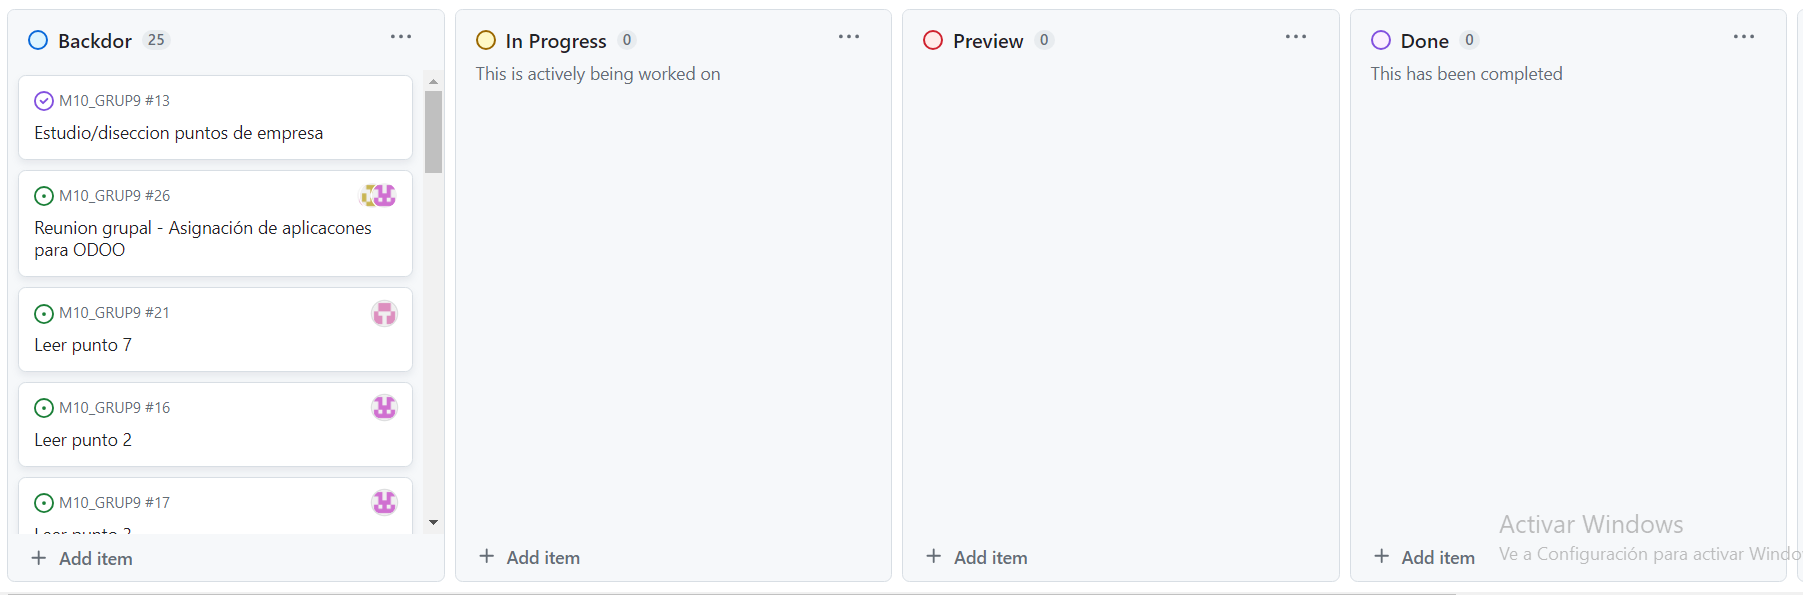 Backdor 25
M10_GRUP9 #13
Estudio/diseccion puntos de empresa
M10_GRUP9 #26
Reunion grupal - Asignación de aplicacones
para ODOO
M10_GRUP9 #21
Leer punto 7
M10_GRUP9 #16
Leer punto 2
M10_GRUP9 #17
Leer punto
+ Add item
In Progress 0
This is actively being worked on
+ Add item
Preview 0
+ Add item
Done 0
This has been completed
+ Add item
Activar Windows
Ve a Configuración para activar Windo